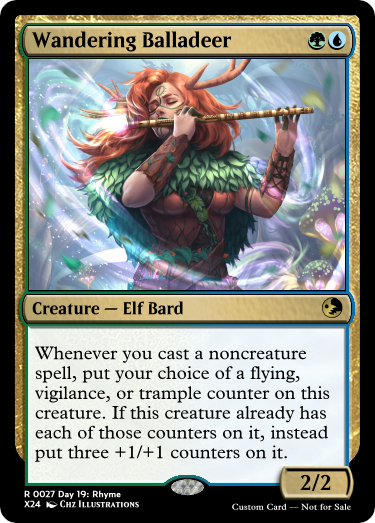 Wandering Balladeer
Creature — Elf Bard
Whenever you cast a noncreature
spell, put your choice of a flying,
vigilance, or trample counter on this
creature. If this creature already has
each of those counters on it, instead
put three +1/+1 counters on it.
2/2
R 0027 Day 19: Rhyme
X24 Chz Illustrations
Custom Card — Not for Sale